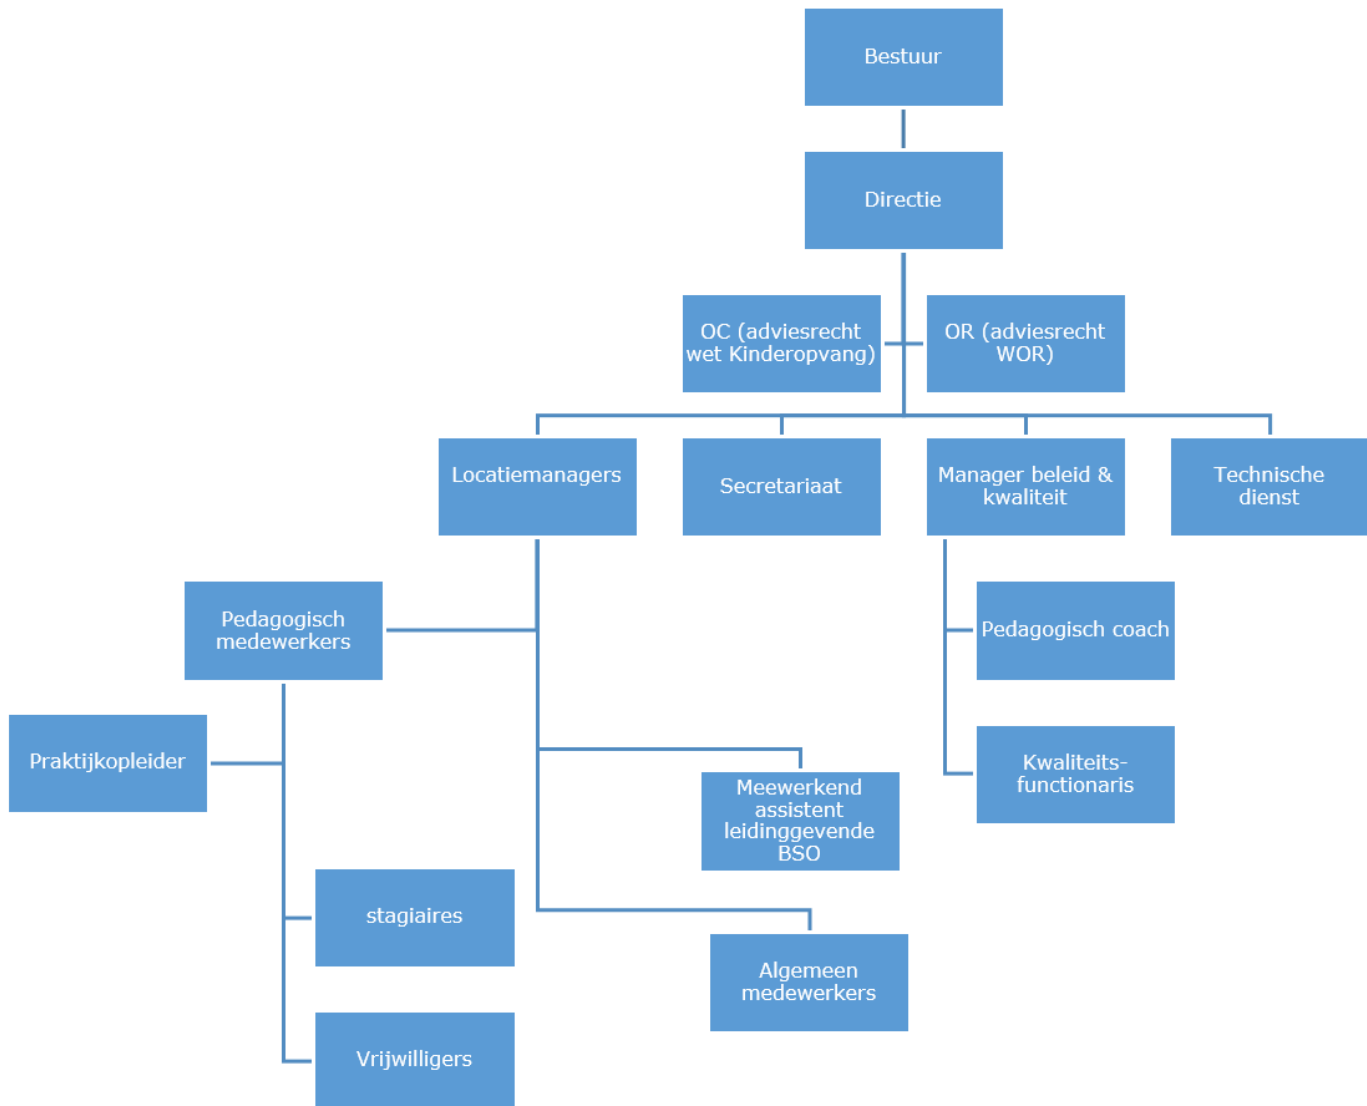 Bestuur
Directie
OC (adviesrecht
wet Kinderopvang)
OR (adviesrecht
WOR)
Locatiemanagers
Secretariaat
Manager beleid &
kwaliteit
Technische
dienst
Pedagogisch
medewerkers
Pedagogisch coach
Praktijkopleider
Kwaliteits-
functionaris
Meewerkend
assistent
leidinggevende
BSO
stagiaires
Algemeen
medewerkers
Vrijwilligers